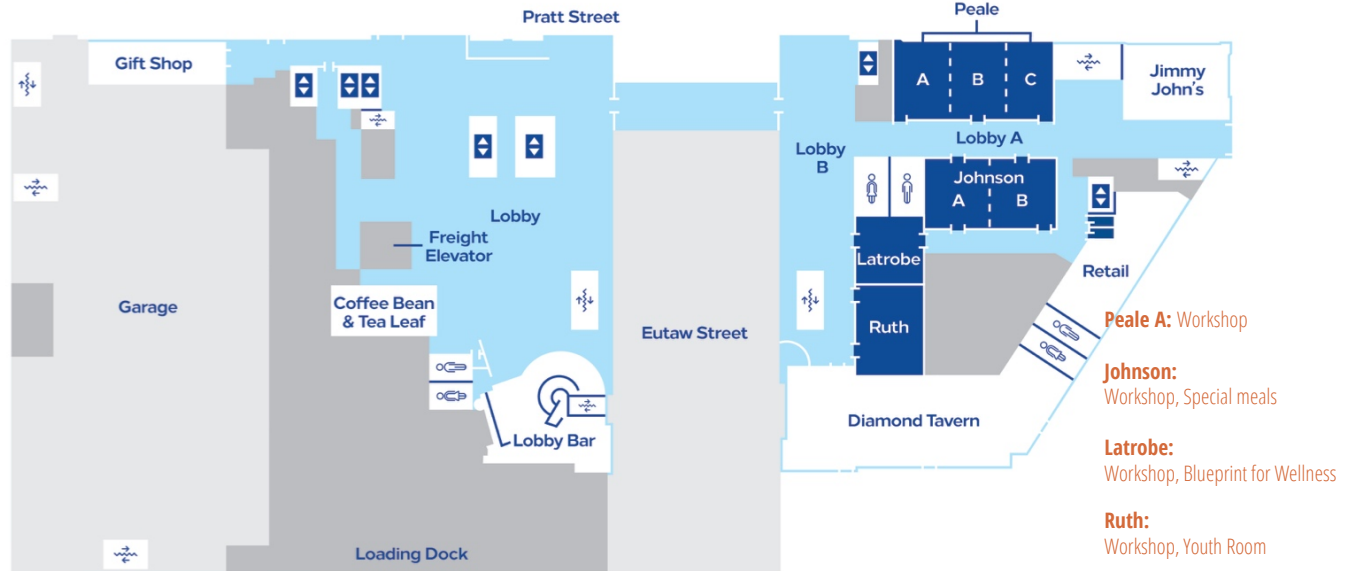 Pratt Street
Peale
Gift Shop
A
B
C
Jimmy
John's
Lobby A
Lobby
B
Johnson
A
B
Lobby
Freight
Elevator
Latrobe
Retail
Garage
Coffee Bean
& Tea Leaf
Ruth
Eutaw Street
Lobby Bar
Diamond Tavern
Loading Dock
Peale A: Workshop
Johnson:
Workshop, Special meals
Latrobe:
Workshop, Blueprint for Wellness
Ruth:
Workshop, Youth Room